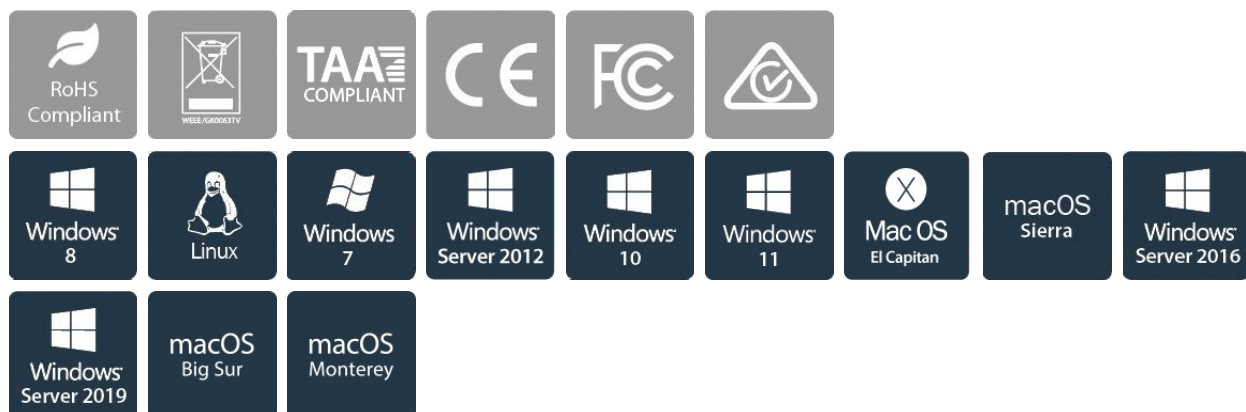 RoHS
Compliant
WEEE/GK0063TV
TAA
COMPLIANT
CE
FC
Windows
8
Linux
Windows
7
Windows
Server 2012
Windows
10
Windows
11
X
Mac OS
El Capitan
macOS
Sierra
Windows
Server 2016
Windows
Server 2019
macOS
Big Sur
macOS
Monterey